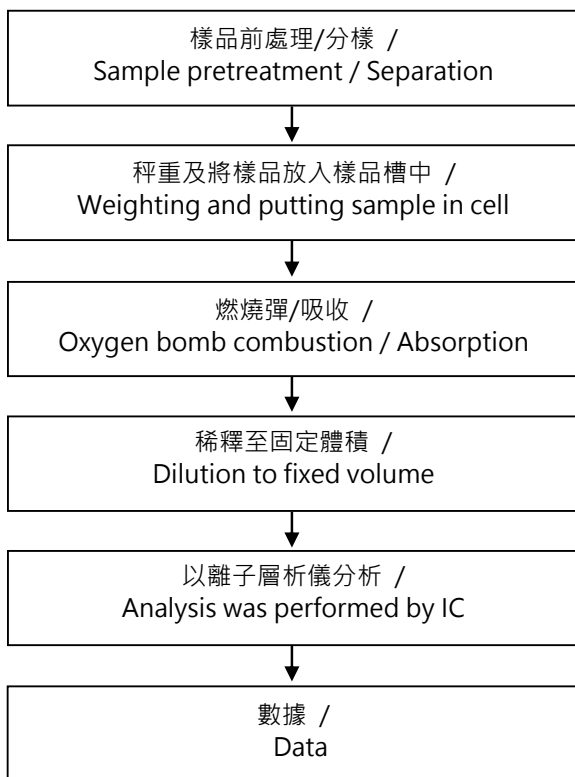 樣品前處理/分樣 /
Sample pretreatment / Separation
秤重及將樣品放入樣品槽中 /
Weighting and putting sample in cell
燃燒彈/吸收 /
Oxygen bomb combustion / Absorption
稀釋至固定體積 /
Dilution to fixed volume
以離子層析儀分析 /
Analysis was performed by IC
數據 /
Data